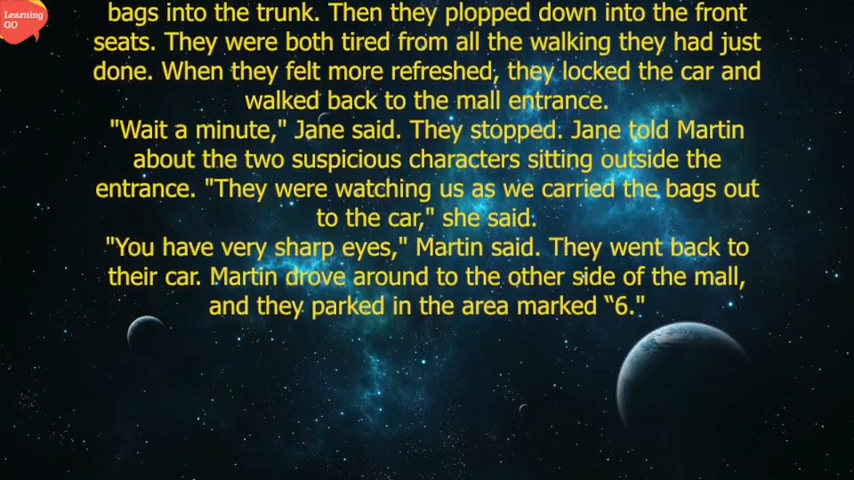 Learning
GO
bags into the trunk. Then they plopped down into the front
seats. They were both tired from all the walking they had just
done. When they felt more refreshed, they locked the car and
walked back to the mall entrance.
"Wait a minute," Jane said. They stopped. Jane told Martin
about the two suspicious characters sitting outside the
entrance. "They were watching us as we carried the bags out
to the car," she said.
"You have very sharp eyes," Martin said. They went back to
their car. Martin drove around to the other side of the mall,
and they parked in the area marked “6."